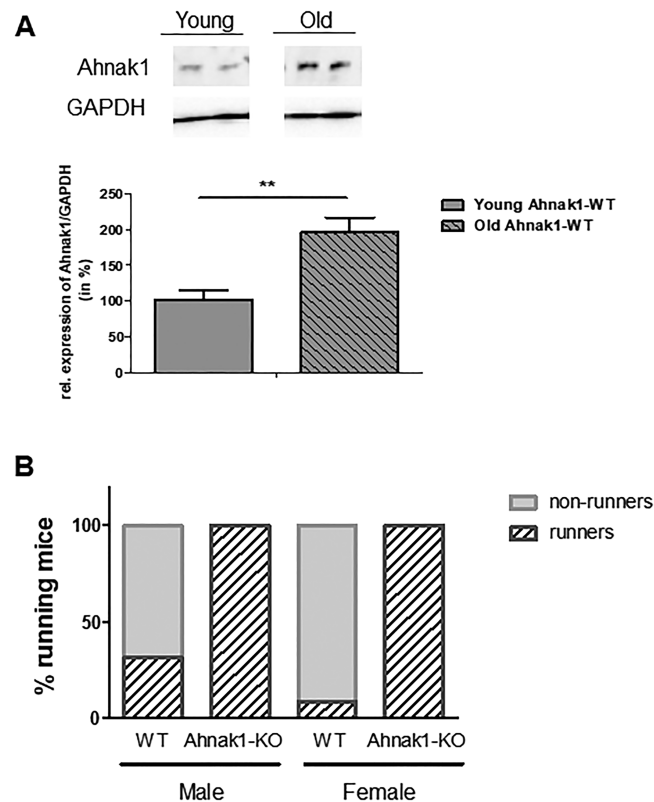 A
Young Old
Ahnak1
GAPDH
rel. expression of Ahnak1/GAPDH
(in %)
250
200
150
100
50
0
**
Young Ahnak1-WT
Old Ahnak1-WT
B
% running mice
100
50
0
non-runners
runners
WT Ahnak1-KO WT Ahnak1-KO
Male Female